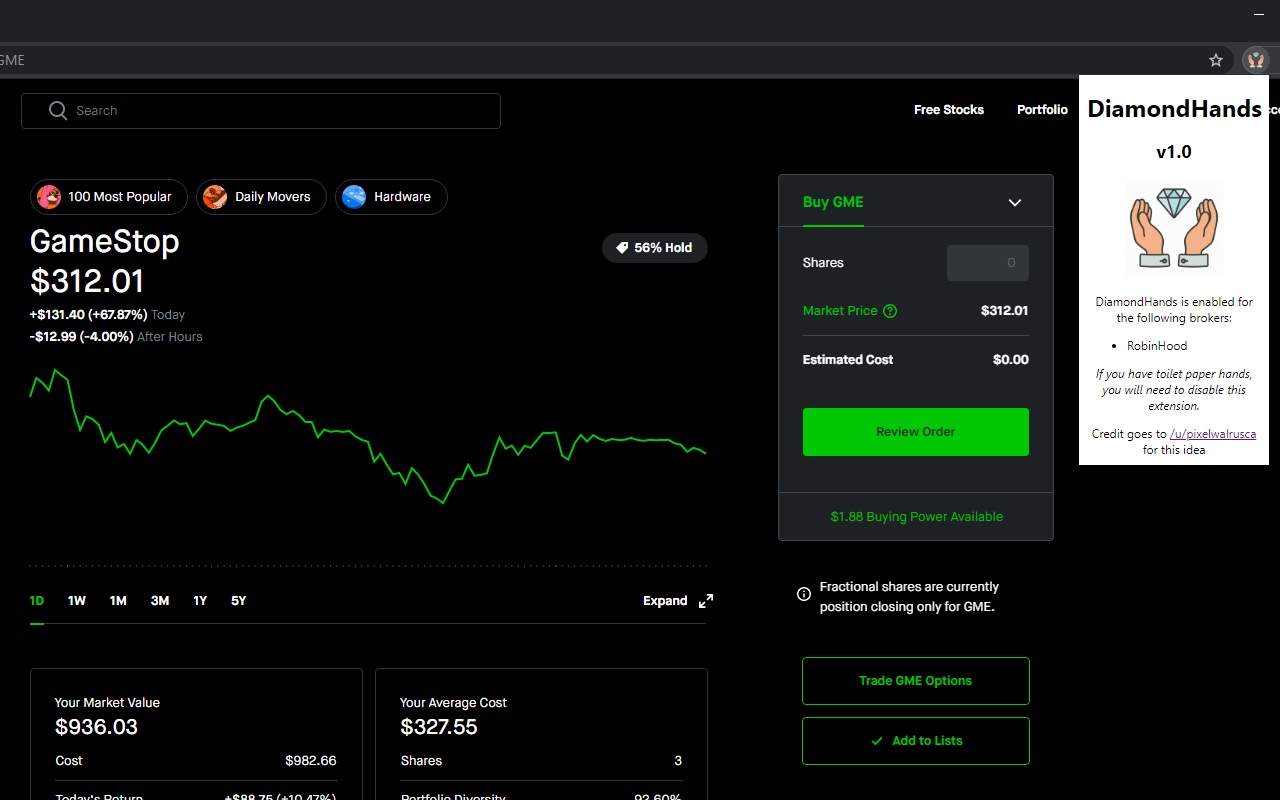 GME
Search
Free Stocks
Portfolio
DiamondHands
v1.0
DiamondHands is enabled for
the following brokers:
• RobinHood
If you have toilet paper hands,
you will need to disable this
extension.
Credit goes to /u/pixelwalrusca
for this idea
100 Most Popular
Daily Movers
Hardware
GameStop
$312.01
56% Hold
+$131.40 (+67.87%) Today
-$12.99 (-4.00%) After Hours
1D 1W 1M 3M 1Y 5Y
Expand
Buy GME
Shares 0
Market Price $312.01
Estimated Cost $0.00
Review Order
$1.88 Buying Power Available
Fractional shares are currently
position closing only for GME.
Trade GME Options
Add to Lists
Your Market Value
$936.03
Cost $982.66
Today's Return +$88.75 (+10.47%)
Your Average Cost
$327.55
Shares 3
Portfolio Diversity 92.60%